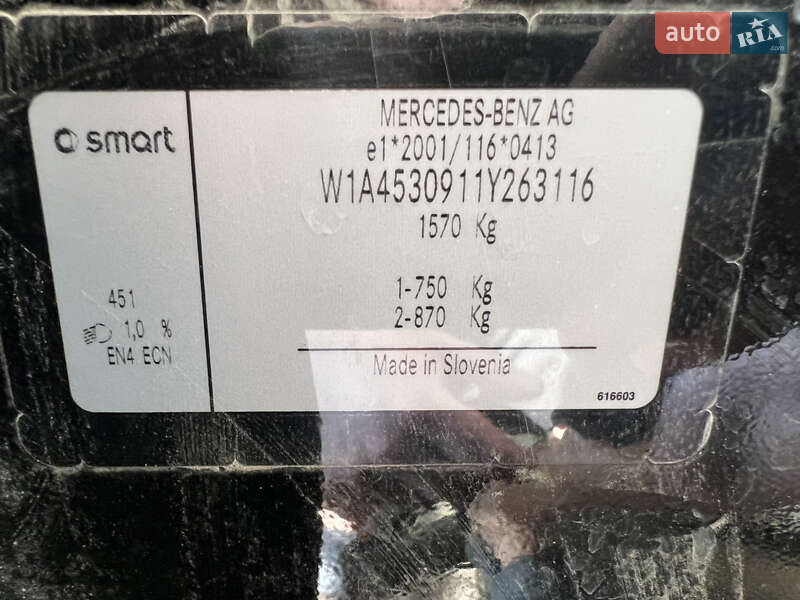 auto RIA.com
smart
MERCEDES-BENZ AG
e1*2001/116*0413
W1A4530911Y263116
1570 Kg
1-750 Kg
2-870 Kg
451
1,0 %
EN4 ECN
Made in Slovenia
616603